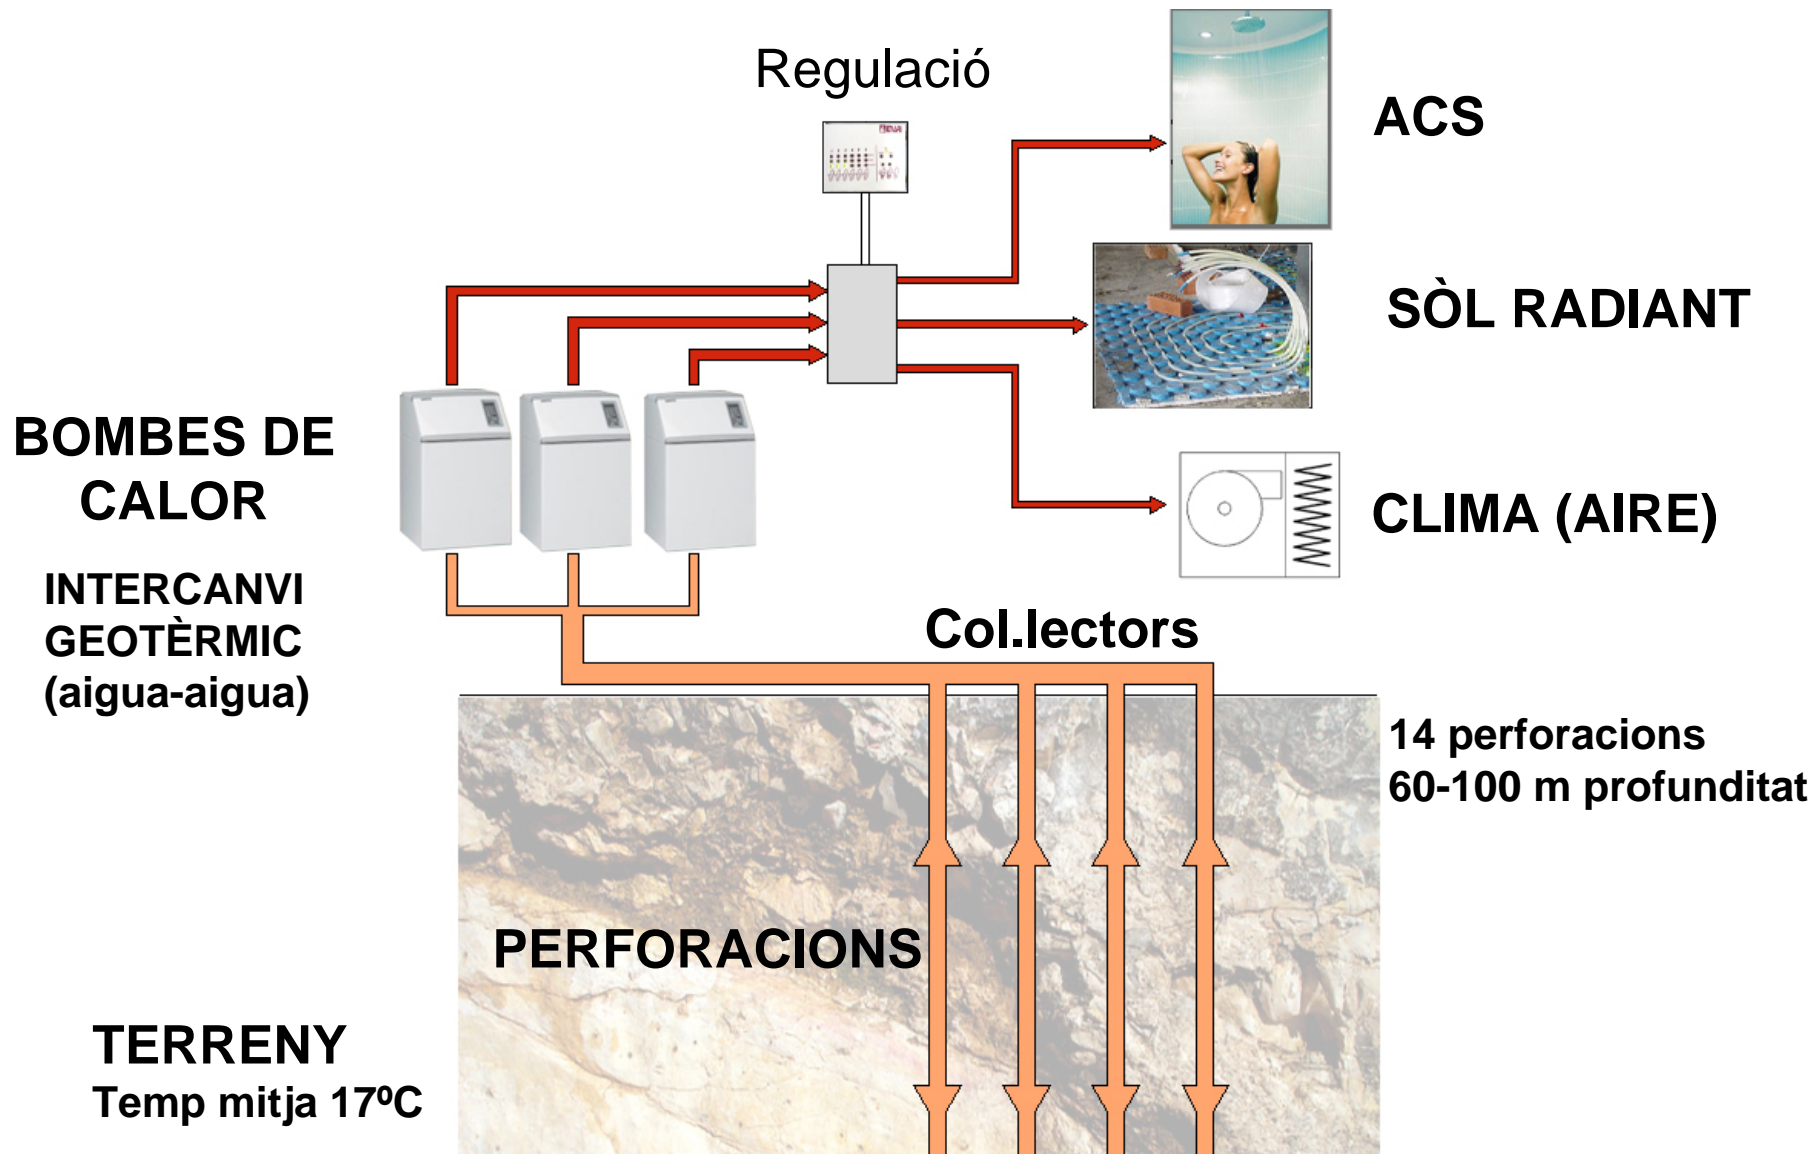 Regulació
ACS
SÒL RADIANT
BOMBES DE
CALOR
CLIMA (AIRE)
INTERCANVI
GEOTÈRMIC
(aigua-aigua)
Col.lectors
14 perforacions
60-100 m profunditat
PERFORACIONS
TERRENY
Temp mitja 17ºC